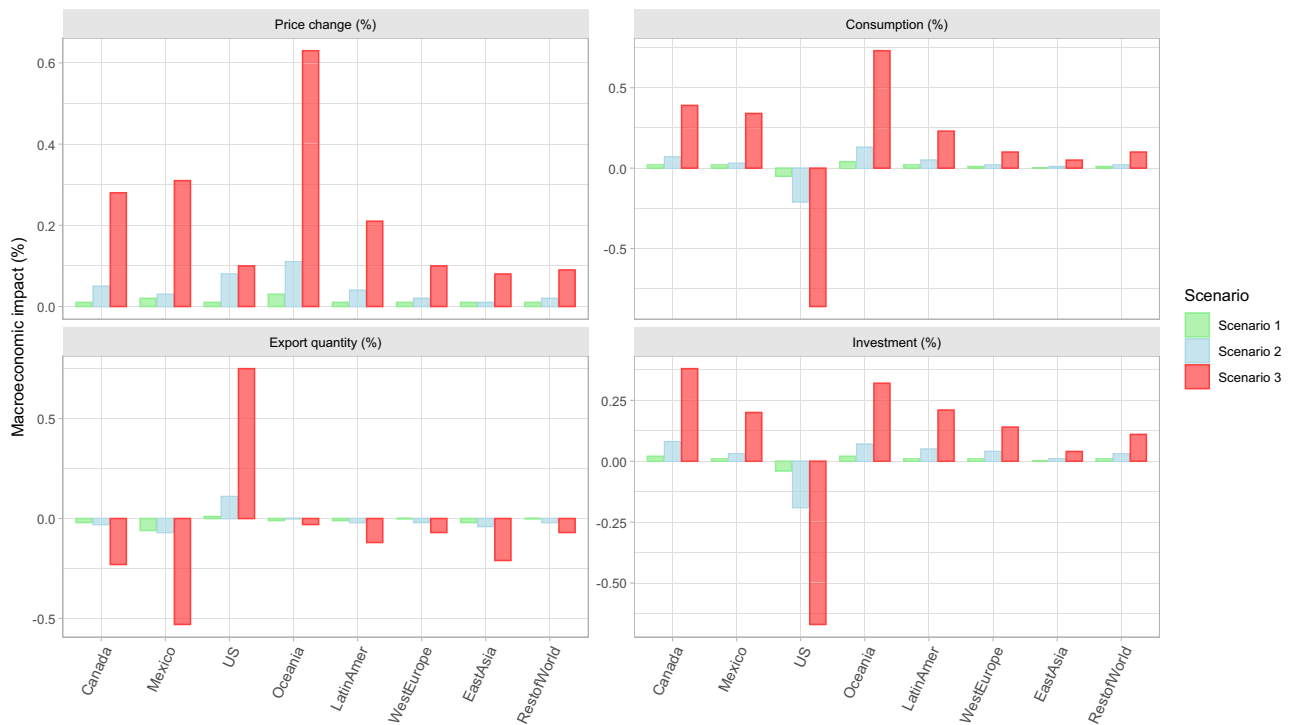 Price change (%)
Consumption (%)
Macroeconomic impact (%)
0.6
0.4
0.2
0.0
0.5
0.0
-0.5
Export quantity (%)
Investment (%)
0.5
0.0
-0.5
0.25
0.00
-0.25
-0.50
Canada
Mexico
US
Oceania
LatinAmer
WestEurope
EastAsia
RestofWorld
Canada
Mexico
US
Oceania
LatinAmer
WestEurope
EastAsia
RestofWorld
Scenario
Scenario 1
Scenario 2
Scenario 3